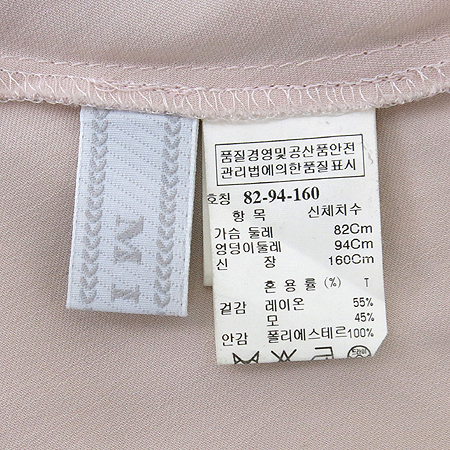 MI
품질경영및공산품안전
관리법에의한품질표시
호칭 82-94-160
항 목 신체치수
가슴 둘레 82Cm
엉덩이둘레 94Cm
신 장 160Cm
혼 용 률 (%) T
겉감 레이온 55%
모 45%
안감 폴리에스테르100%